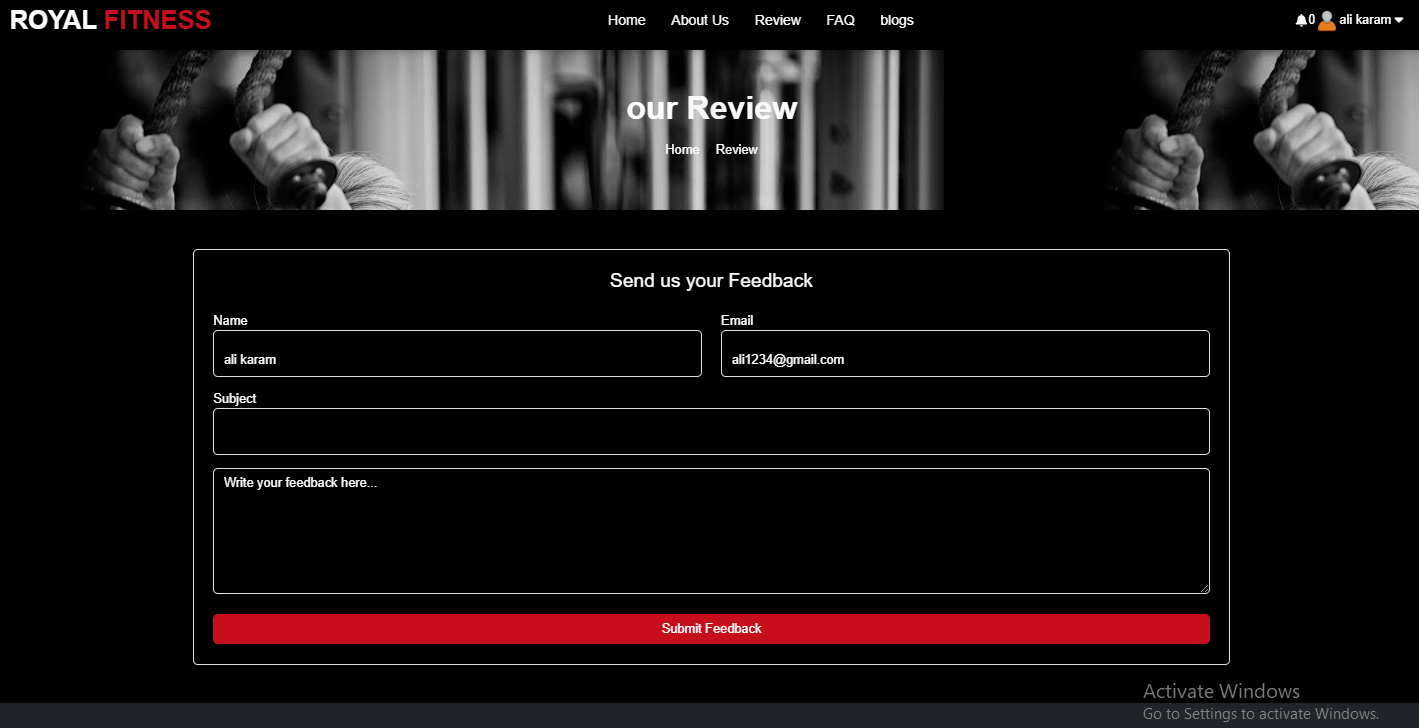 ROYAL FITNESS
Home About Us Review FAQ blogs
0 ali karam
our Review
Home Review
Send us your Feedback
Name Email
ali karam ali1234@gmail.com
Subject
Write your feedback here...
Submit Feedback
Activate Windows
Go to Settings to activate Windows.